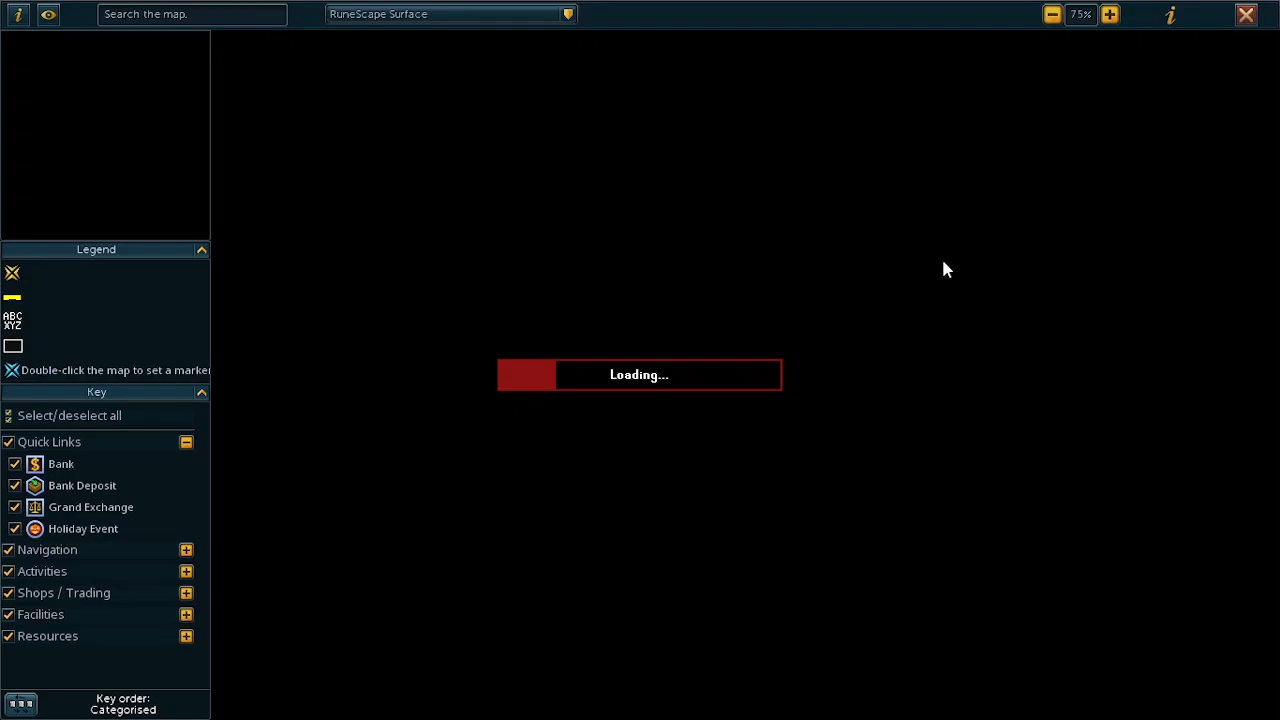 Search the map.
RuneScape Surface
75%
Legend
ABC
XYZ
Double-click the map to set a marke
Loading...
Key
Select/deselect all
Quick Links
Bank
Bank Deposit
Grand Exchange
Holiday Event
Navigation
Activities
Shops / Trading
Facilities
Resources
Key order:
Categorised